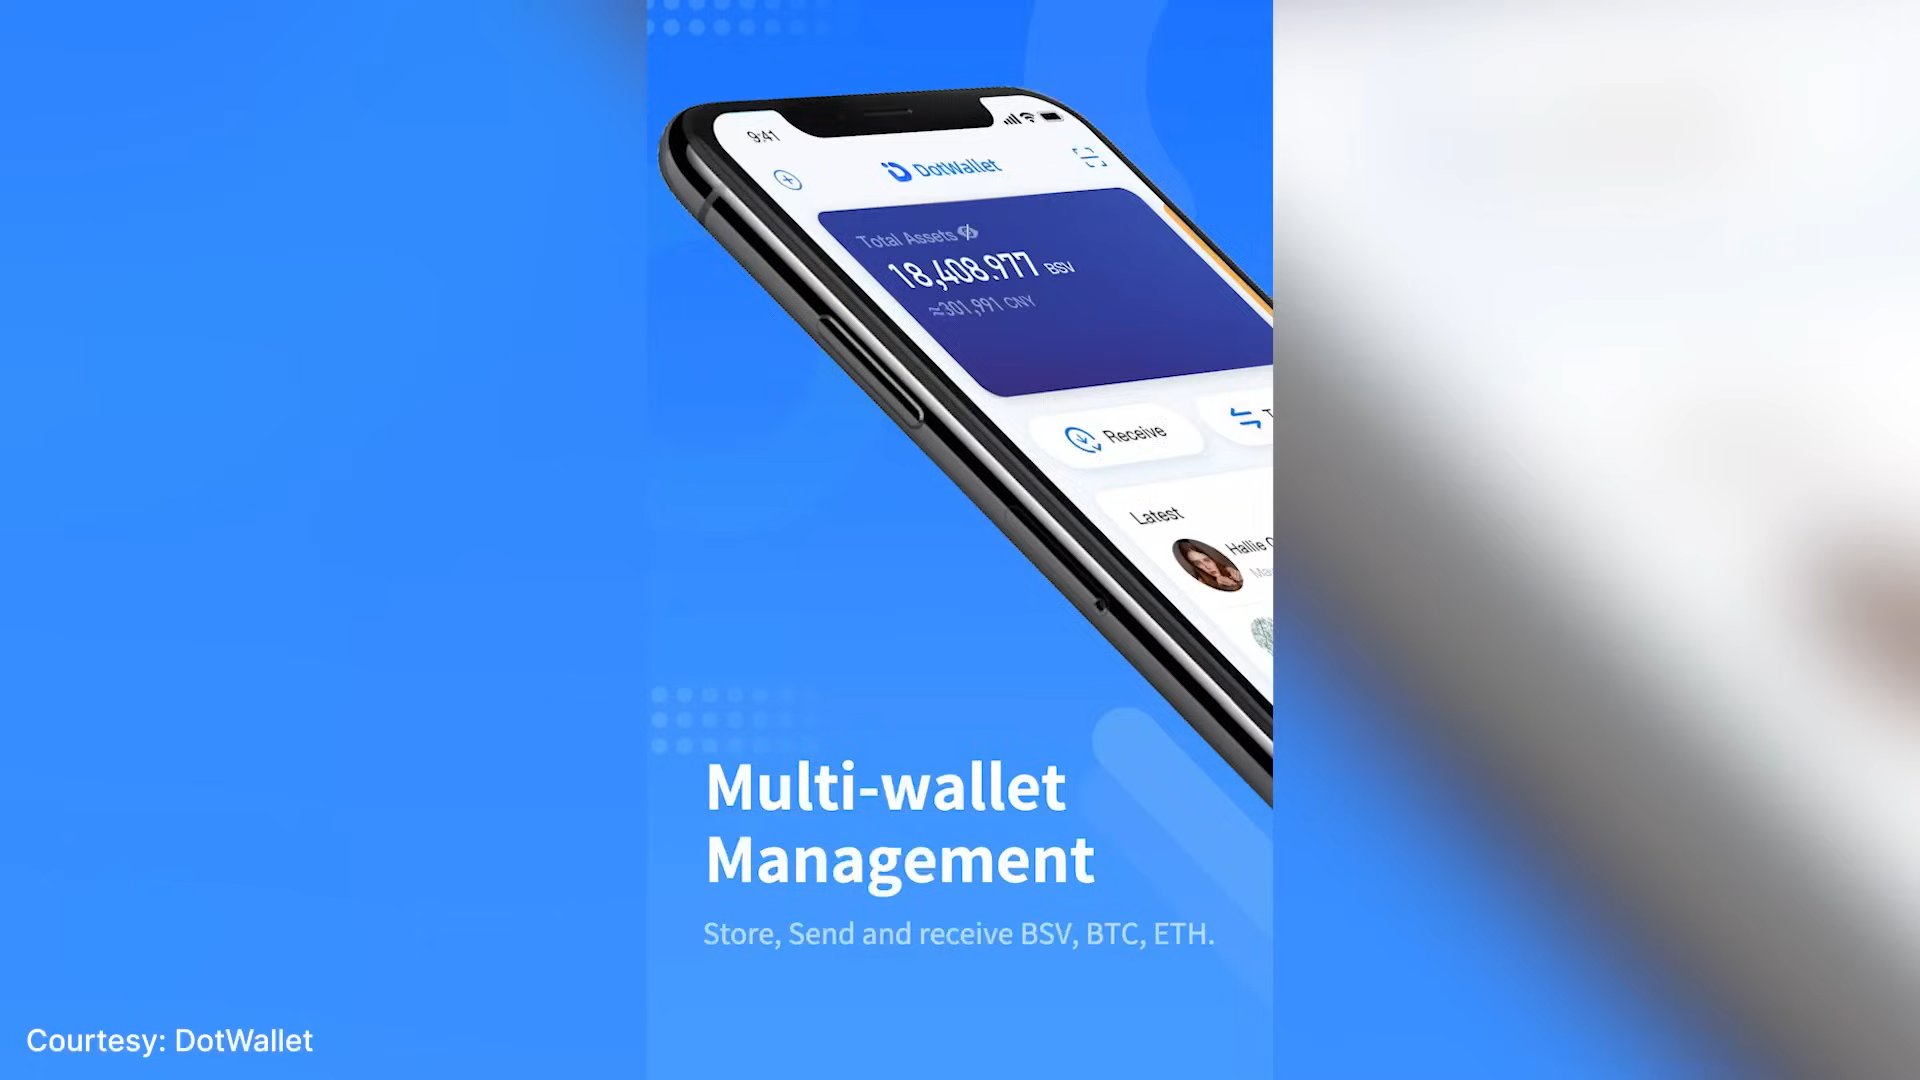 9:41
DotWallet
Total Assets
18,408.977 BSV
≈301,991 CNY
Receive
Latest
Hallie
Multi-wallet
Management
Store, Send and receive BSV, BTC, ETH.
Courtesy: DotWallet